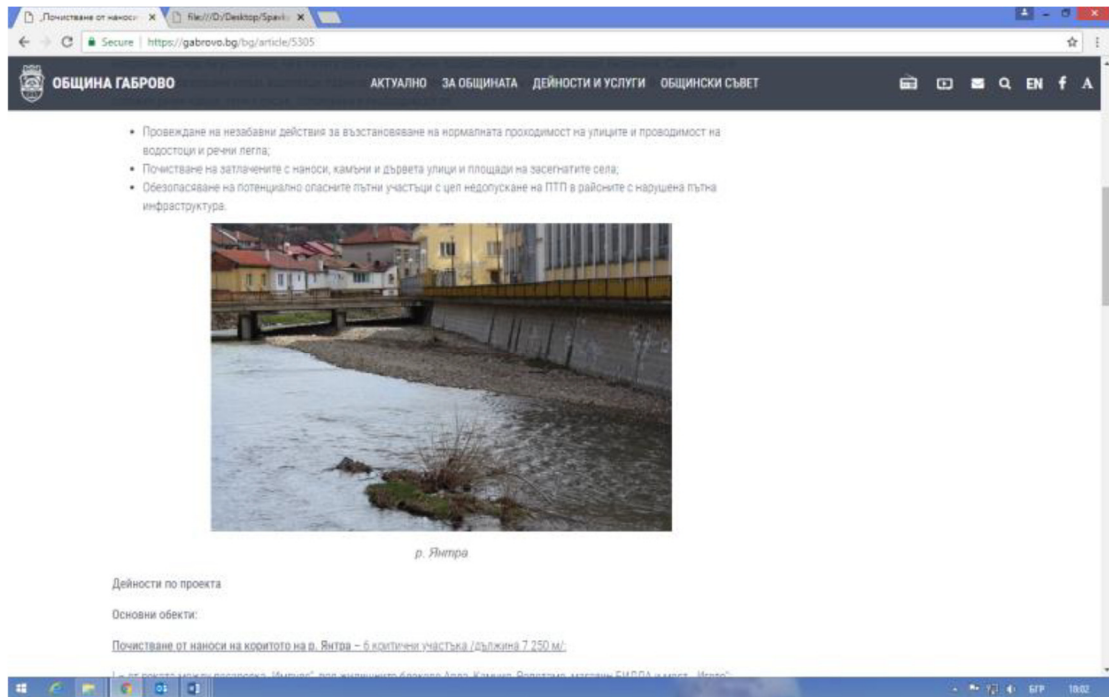 „Почистване от наноси
file:///D:/Desktop/Spavk
Secure
https://gabrovo.bg/bg/article/5305
ОБЩИНА ГАБРОВО
АКТУАЛНО ЗА ОБЩИНАТА ДЕЙНОСТИ И УСЛУГИ ОБЩИНСКИ СЪВЕТ
EN f A
• Провеждане на незабавни действия за възстановяване на нормалната проходимост на улиците и проводимост на
водостоци и речни легла;
• Почистване на затлачените с наноси, камъни и дървета улици и площади на засегнатите села;
• Обезопасяване на потенциално опасните пътни участъци с цел недопускане на ПТП в районите с нарушена пътна
инфраструктура.
р. Янтра
Дейности по проекта
Основни обекти:
Почистване от наноси на коритото на р. Янтра – 6 критични участъка /дължина 7 250 м/:
БГР 10:02